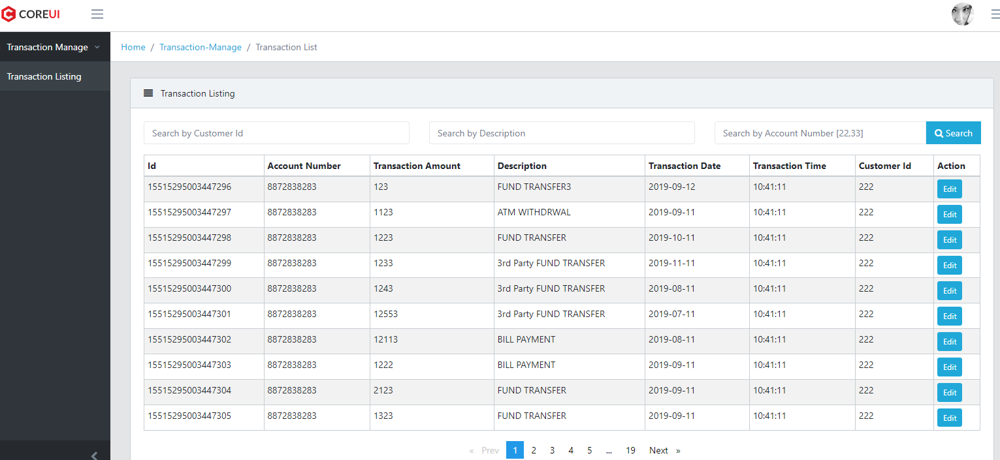 COREUI
Transaction Manage
Home / Transaction-Manage / Transaction List
Transaction Listing
Transaction Listing
Search by Customer Id Search by Description Search by Account Number [22,33] Search
Id Account Number Transaction Amount Description Transaction Date Transaction Time Customer Id Action
15515295003447296 8872838283 123 FUND TRANSFER3 2019-09-12 10:41:11 222 Edit
15515295003447297 8872838283 1123 ATM WITHDRWAL 2019-09-11 10:41:11 222 Edit
15515295003447298 8872838283 1223 FUND TRANSFER 2019-10-11 10:41:11 222 Edit
15515295003447299 8872838283 1233 3rd Party FUND TRANSFER 2019-11-11 10:41:11 222 Edit
15515295003447300 8872838283 1243 3rd Party FUND TRANSFER 2019-08-11 10:41:11 222 Edit
15515295003447301 8872838283 12553 3rd Party FUND TRANSFER 2019-07-11 10:41:11 222 Edit
15515295003447302 8872838283 12113 BILL PAYMENT 2019-08-11 10:41:11 222 Edit
15515295003447303 8872838283 1222 BILL PAYMENT 2019-09-11 10:41:11 222 Edit
15515295003447304 8872838283 2123 FUND TRANSFER 2019-09-11 10:41:11 222 Edit
15515295003447305 8872838283 1323 FUND TRANSFER 2019-09-11 10:41:11 222 Edit
« Prev 1 2 3 4 5 ... 19 Next »